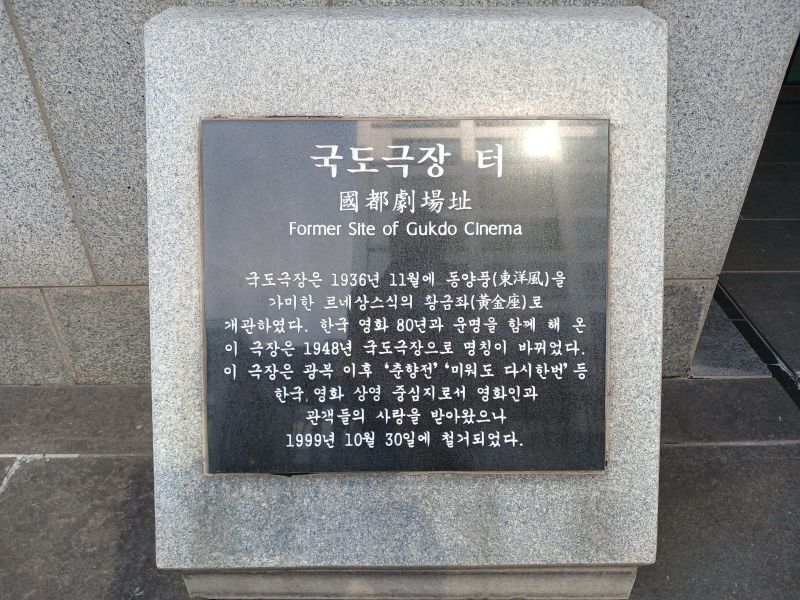 국도극장 터
國都劇場址
Former Site of Gukdo Cinema
국도극장은 1936년 11월에 동양풍(東洋風)을
가미한 르네상스식의 황금좌(黃金座)로
개관하였다. 한국 영화 80년과 운명을 함께 해 온
이 극장은 1948년 국도극장으로 명칭이 바뀌었다.
이 극장은 광복 이후 ‘춘향전’ ‘미워도 다시한번’ 등
한국 영화 상영 중심지로서 영화인과
관객들의 사랑을 받아왔으나
1999년 10월 30일에 철거되었다.